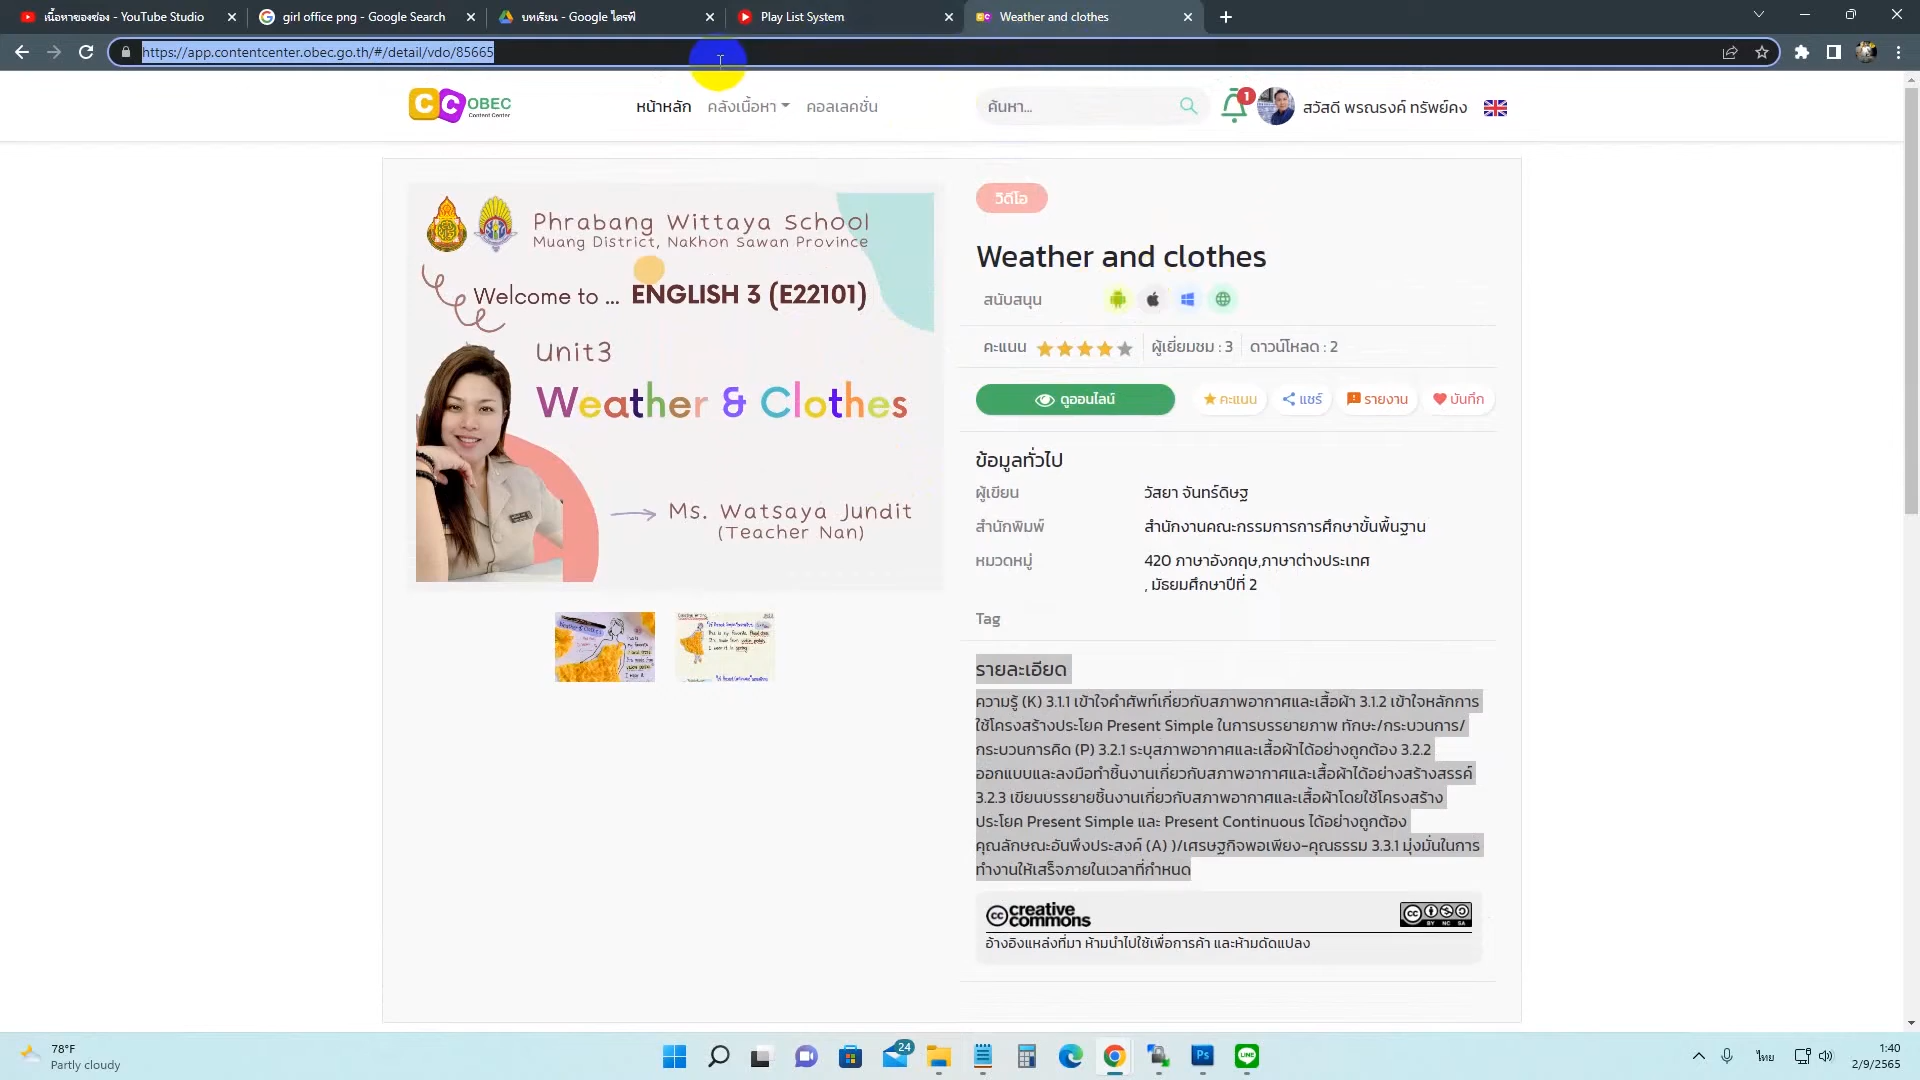 เนื้อหาของช่อง - YouTube Studio
girl office png - Google Search
บทเรียน - Google ไดรฟ์
Play List System
Weather and clothes
https://app.contentcenter.obec.go.th/#/detail/vdo/85665
CC OBEC
Content Center
หน้าหลัก
คลังเนื้อหา
คอลเลคชั่น
ค้นหา...
1
สวัสดี พรณรงค์ ทรัพย์คง
Phrabang Wittaya School
Muang District, Nakhon Sawan Province
Welcome to ... ENGLISH 3 (E22101)
Unit3
Weather & Clothes
Ms. Watsaya Jundit
(Teacher Nan)
วิดีโอ
Weather and clothes
สนับสนุน
คะแนน
ผู้เยี่ยมชม : 3
ดาวน์โหลด : 2
ดูออนไลน์
คะแนน
แชร์
รายงาน
บันทึก
ข้อมูลทั่วไป
ผู้เขียน วัสยา จันทร์ดิษฐ
สำนักพิมพ์ สำนักงานคณะกรรมการการศึกษาขั้นพื้นฐาน
หมวดหมู่ 420 ภาษาอังกฤษ,ภาษาต่างประเทศ
, มัธยมศึกษาปีที่ 2
Tag
รายละเอียด
ความรู้ (K) 3.1.1 เข้าใจคำศัพท์เกี่ยวกับสภาพอากาศและเสื้อผ้า 3.1.2 เข้าใจหลักการ
ใช้โครงสร้างประโยค Present Simple ในการบรรยายภาพ ทักษะ/กระบวนการ/
กระบวนการคิด (P) 3.2.1 ระบุสภาพอากาศและเสื้อผ้าได้อย่างถูกต้อง 3.2.2
ออกแบบและลงมือทำชิ้นงานเกี่ยวกับสภาพอากาศและเสื้อผ้าได้อย่างสร้างสรรค์
3.2.3 เขียนบรรยายชิ้นงานเกี่ยวกับสภาพอากาศและเสื้อผ้าโดยใช้โครงสร้าง
ประโยค Present Simple และ Present Continuous ได้อย่างถูกต้อง
คุณลักษณะอันพึงประสงค์ (A) )/เศรษฐกิจพอเพียง-คุณธรรม 3.3.1 มุ่งมั่นในการ
ทำงานให้เสร็จภายในเวลาที่กำหนด
creative
commons
BY NC SA
อ้างอิงแหล่งที่มา ห้ามนำไปใช้เพื่อการค้า และห้ามดัดแปลง
78°F
Partly cloudy
24
Ps
LINE
ไทย
1:40
2/9/2565